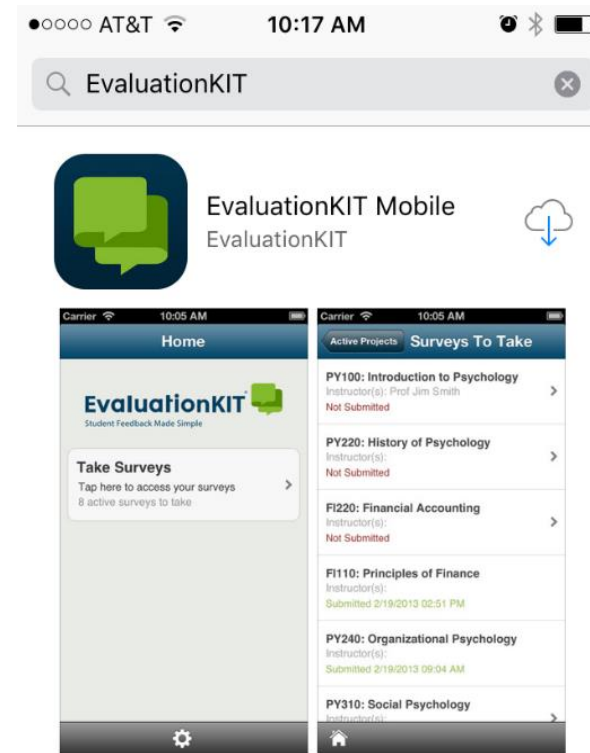 AT&T 10:17 AM
EvaluationKIT
EvaluationKIT Mobile
EvaluationKIT
Carrier 10:05 AM
Home
EvaluationKIT
Student Feedback Made Simple
Take Surveys
Tap here to access your surveys
8 active surveys to take
Carrier 10:05 AM
Active Projects Surveys To Take
PY100: Introduction to Psychology
Instructor(s): Prof Jim Smith
Not Submitted
PY220: History of Psychology
Instructor(s):
Not Submitted
FI220: Financial Accounting
Instructor(s):
Not Submitted
FI110: Principles of Finance
Instructor(s):
Submitted 2/19/2013 02:51 PM
PY240: Organizational Psychology
Instructor(s):
Submitted 2/19/2013 09:04 AM
PY310: Social Psychology
Instructor(s):